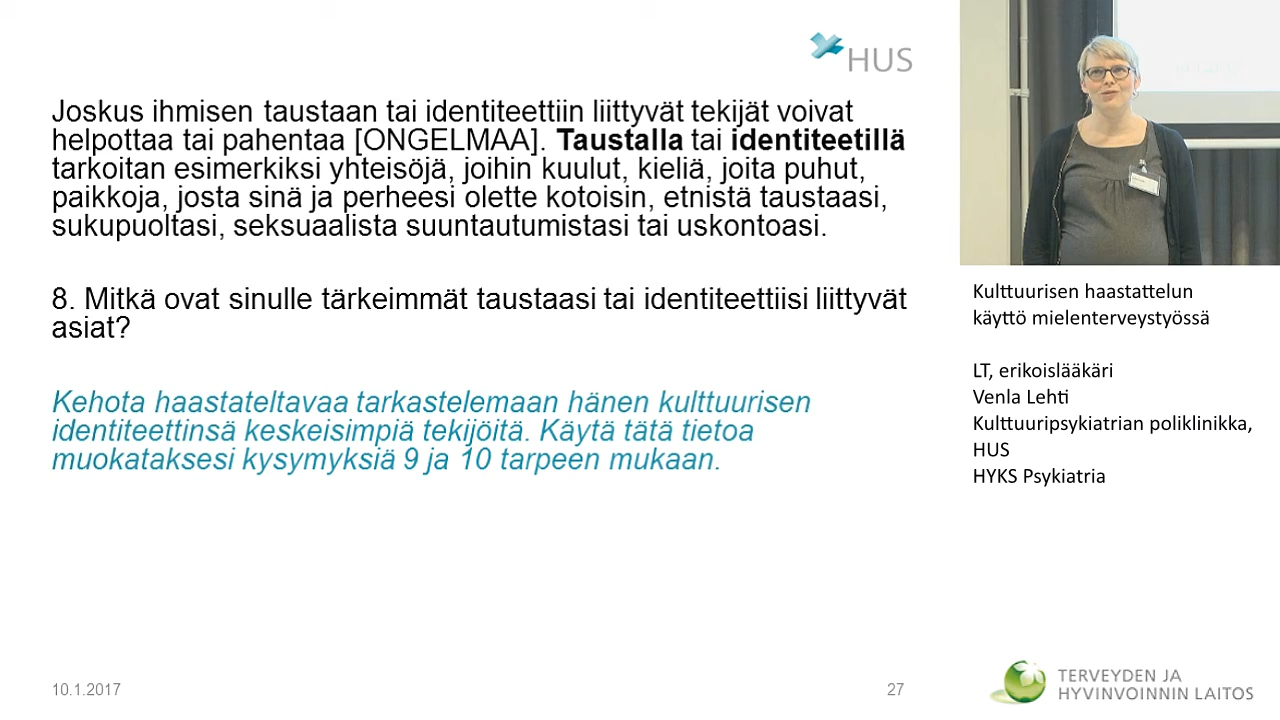 HUS
Joskus ihmisen taustaan tai identiteettiin liittyvät tekijät voivat
helpottaa tai pahentaa [ONGELMAA]. Taustalla tai identiteetillä
tarkoitan esimerkiksi yhteisöjä, joihin kuulut, kieliä, joita puhut,
paikkoja, josta sinä ja perheesi olette kotoisin, etnistä taustaasi,
sukupuoltasi, seksuaalista suuntautumistasi tai uskontoasi.
8. Mitkä ovat sinulle tärkeimmät taustaasi tai identiteettiisi liittyvät
asiat?
Kehota haastateltavaa tarkastelemaan hänen kulttuurisen
identiteettinsä keskeisimpiä tekijöitä. Käytä tätä tietoa
muokataksesi kysymyksiä 9 ja 10 tarpeen mukaan.
10.1.2017
27
Kulttuurisen haastattelun
käyttö mielenterveystyössä
LT, erikoislääkäri
Venla Lehti
Kulttuuripsykiatrian poliklinikka,
HUS
HYKS Psykiatria
TERVEYDEN JA
HYVINVOINNIN LAITOS